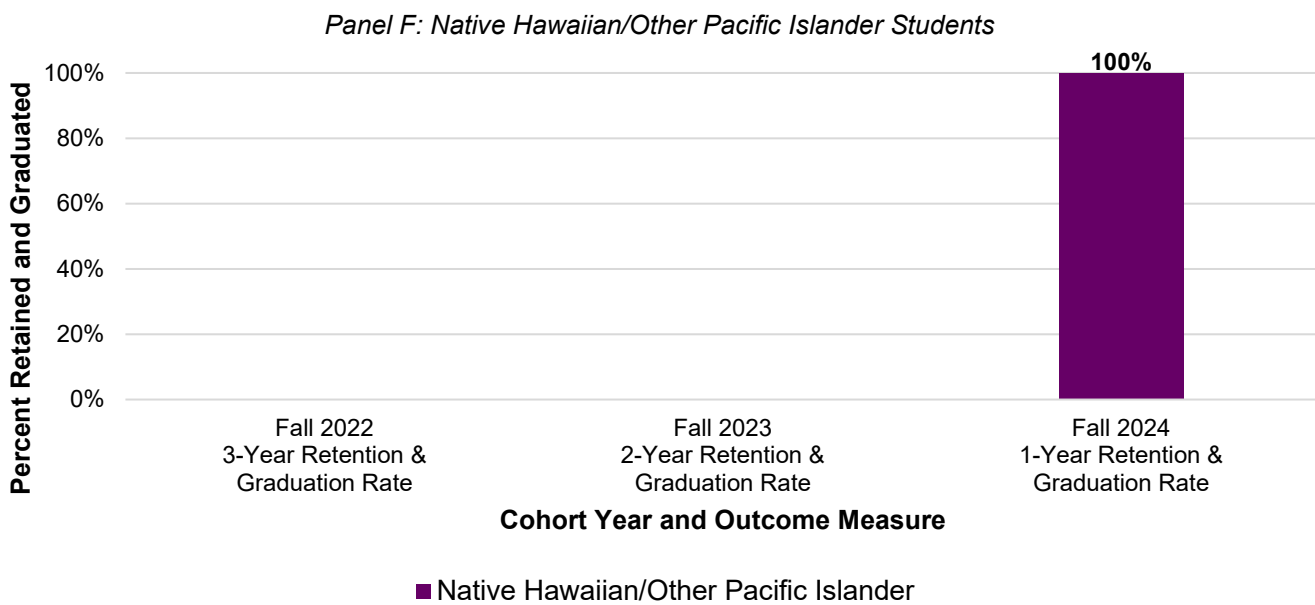 Panel F: Native Hawaiian/Other Pacific Islander Students
Percent Retained and Graduated
100%
80%
60%
40%
20%
0%
100%
Fall 2022
3-Year Retention &
Graduation Rate
Fall 2023
2-Year Retention &
Graduation Rate
Fall 2024
1-Year Retention &
Graduation Rate
Cohort Year and Outcome Measure
Native Hawaiian/Other Pacific Islander